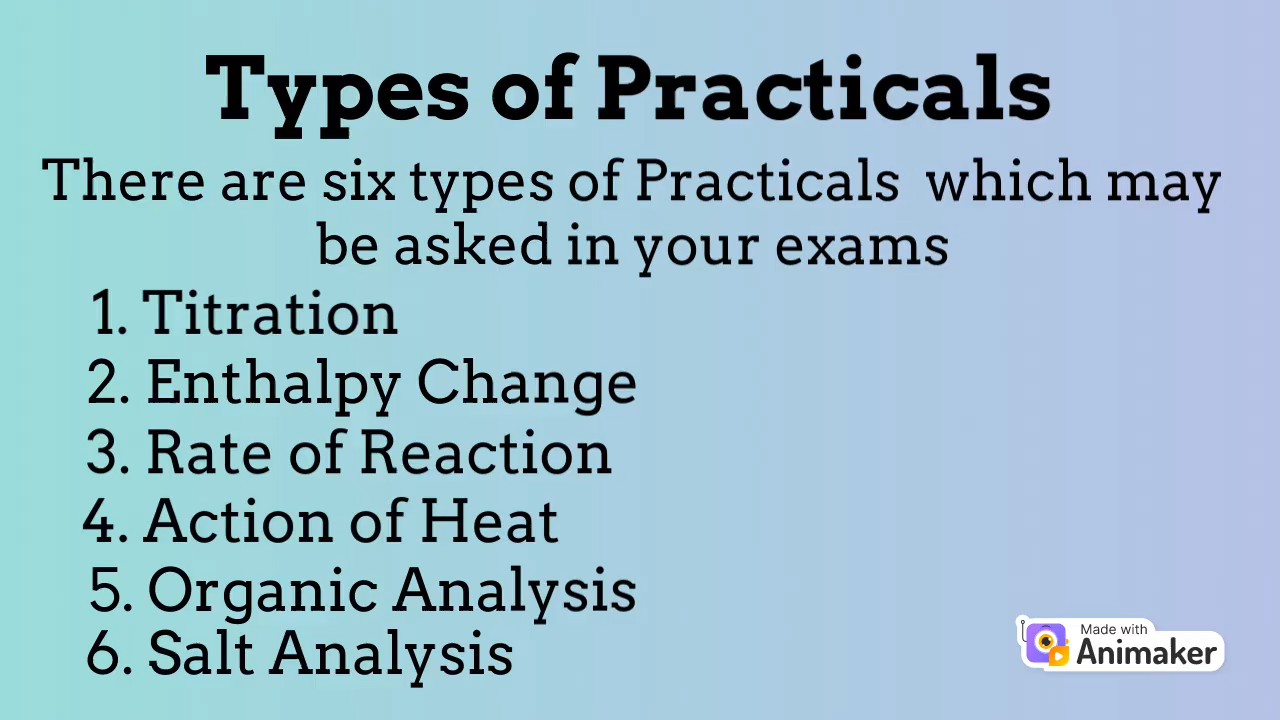 Types of Practicals
There are six types of Practicals which may
be asked in your exams
1. Titration
2. Enthalpy Change
3. Rate of Reaction
4. Action of Heat
5. Organic Analysis
6. Salt Analysis
Made with
Animaker